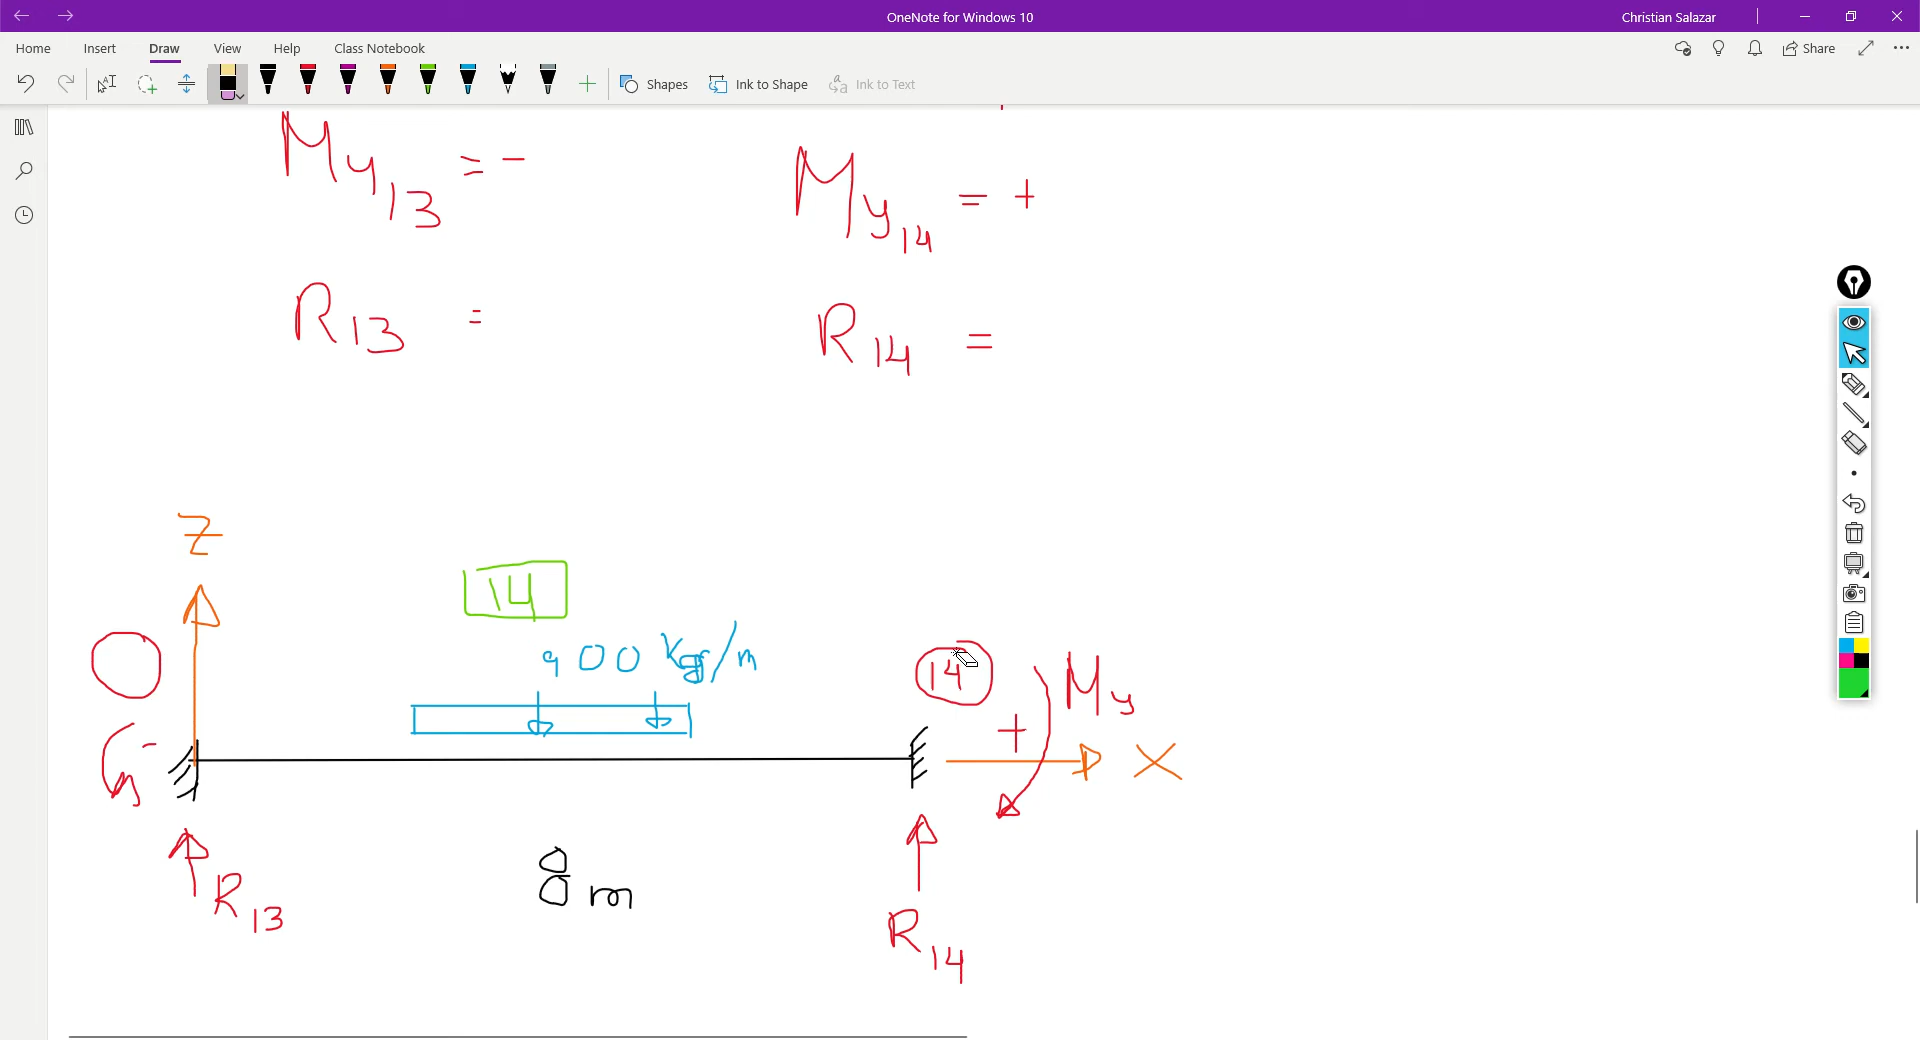 OneNote for Windows 10
Christian Salazar
Home Insert Draw View Help Class Notebook
Share
Shapes Ink to Shape Ink to Text
My13 = -
My14 = +
R13 =
R14 =
Z
14
900 Kgf/m
14
My
-
+
X
R13
8 m
R14